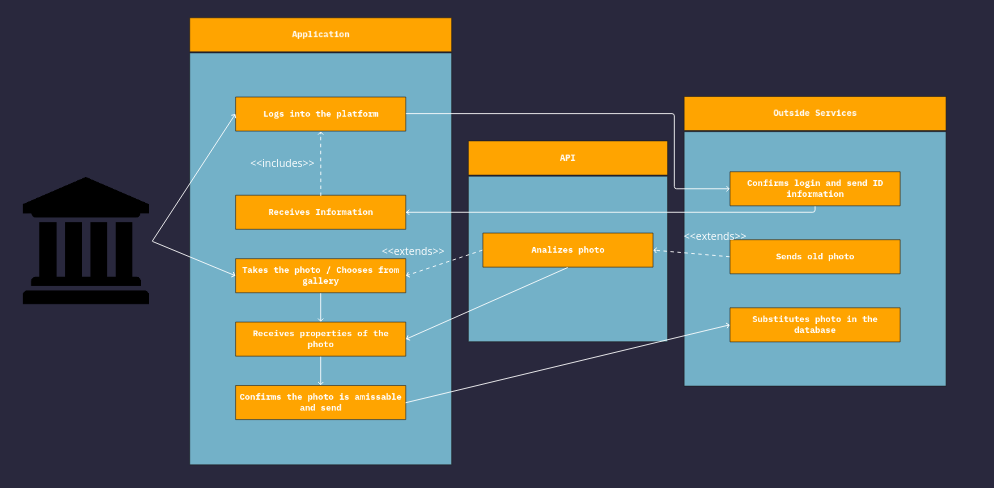 Application
Logs into the platform
<<includes>>
Receives Information
<<extends>>
Takes the photo / Chooses from
gallery
Receives properties of the
photo
Confirms the photo is amissable
and send
API
Analizes photo
Outside Services
Confirms login and send ID
information
<<extends>>
Sends old photo
Substitutes photo in the
database